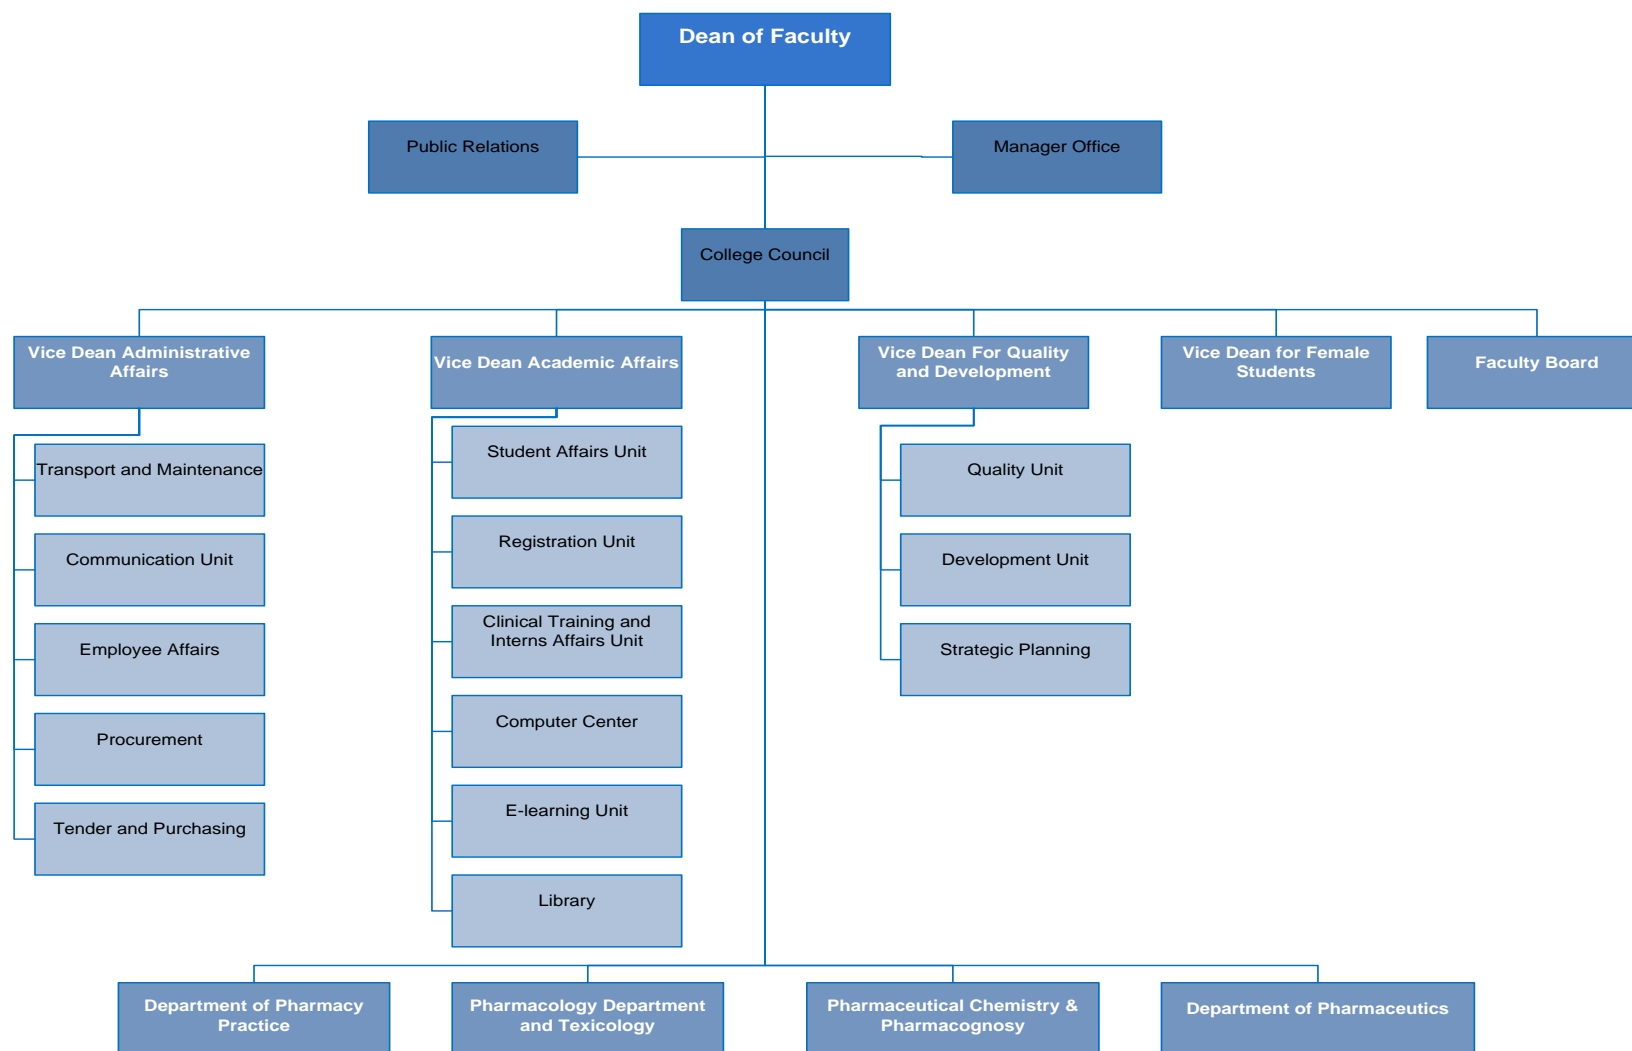 Dean of Faculty
Public Relations
Manager Office
College Council
Vice Dean Administrative
Affairs
Vice Dean Academic Affairs
Vice Dean For Quality
and Development
Vice Dean for Female
Students
Faculty Board
Transport and Maintenance
Communication Unit
Employee Affairs
Procurement
Tender and Purchasing
Student Affairs Unit
Registration Unit
Clinical Training and
Interns Affairs Unit
Computer Center
E-learning Unit
Library
Quality Unit
Development Unit
Strategic Planning
Department of Pharmacy
Practice
Pharmacology Department
and Texicology
Pharmaceutical Chemistry &
Pharmacognosy
Department of Pharmaceutics